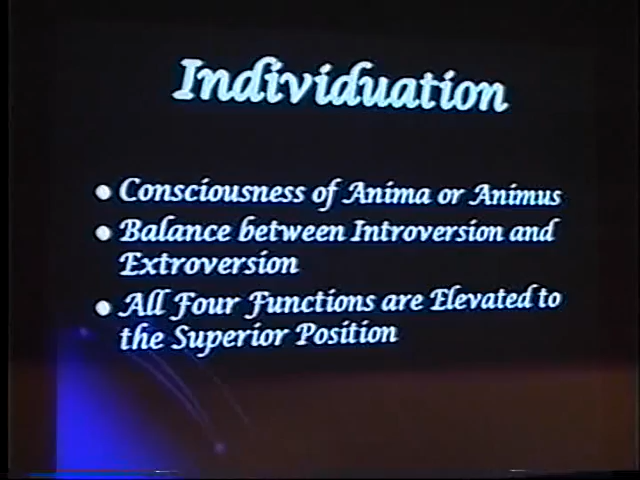 Individuation
• Consciousness of Anima or Animus
• Balance between Introversion and
Extroversion
• All Four Functions are Elevated to
the Superior Position